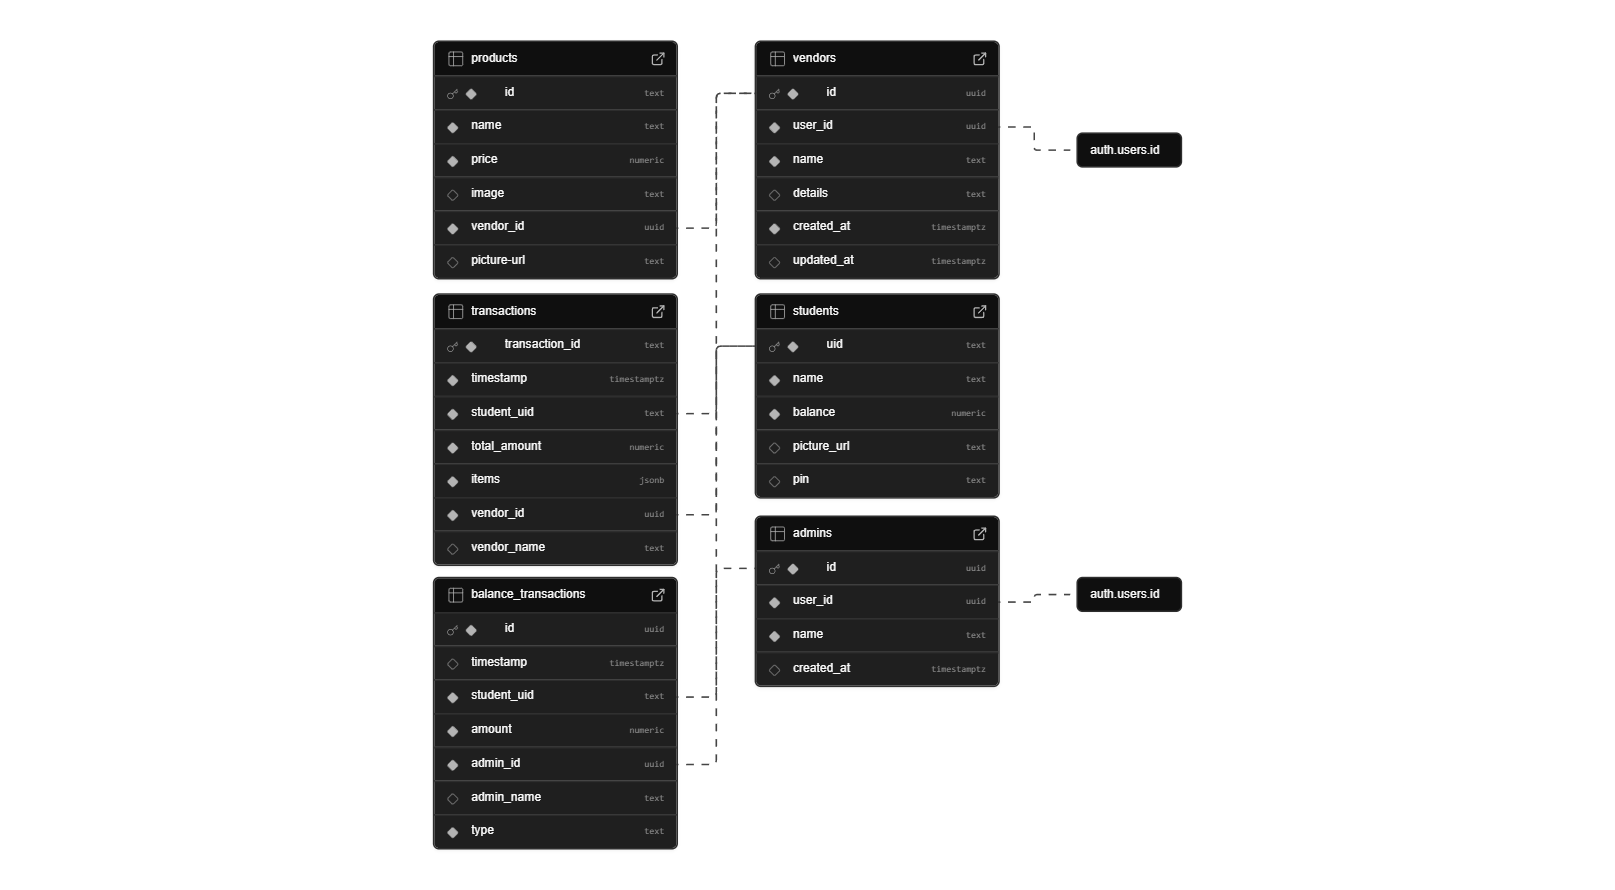 products
id text
name text
price numeric
image text
vendor_id uuid
picture-url text
transactions
transaction_id text
timestamp timestamptz
student_uid text
total_amount numeric
items jsonb
vendor_id uuid
vendor_name text
balance_transactions
id uuid
timestamp timestamptz
student_uid text
amount numeric
admin_id uuid
admin_name text
type text
vendors
id uuid
user_id uuid
name text
details text
created_at timestamptz
updated_at timestamptz
students
uid text
name text
balance numeric
picture_url text
pin text
admins
id uuid
user_id uuid
name text
created_at timestamptz
auth.users.id
auth.users.id